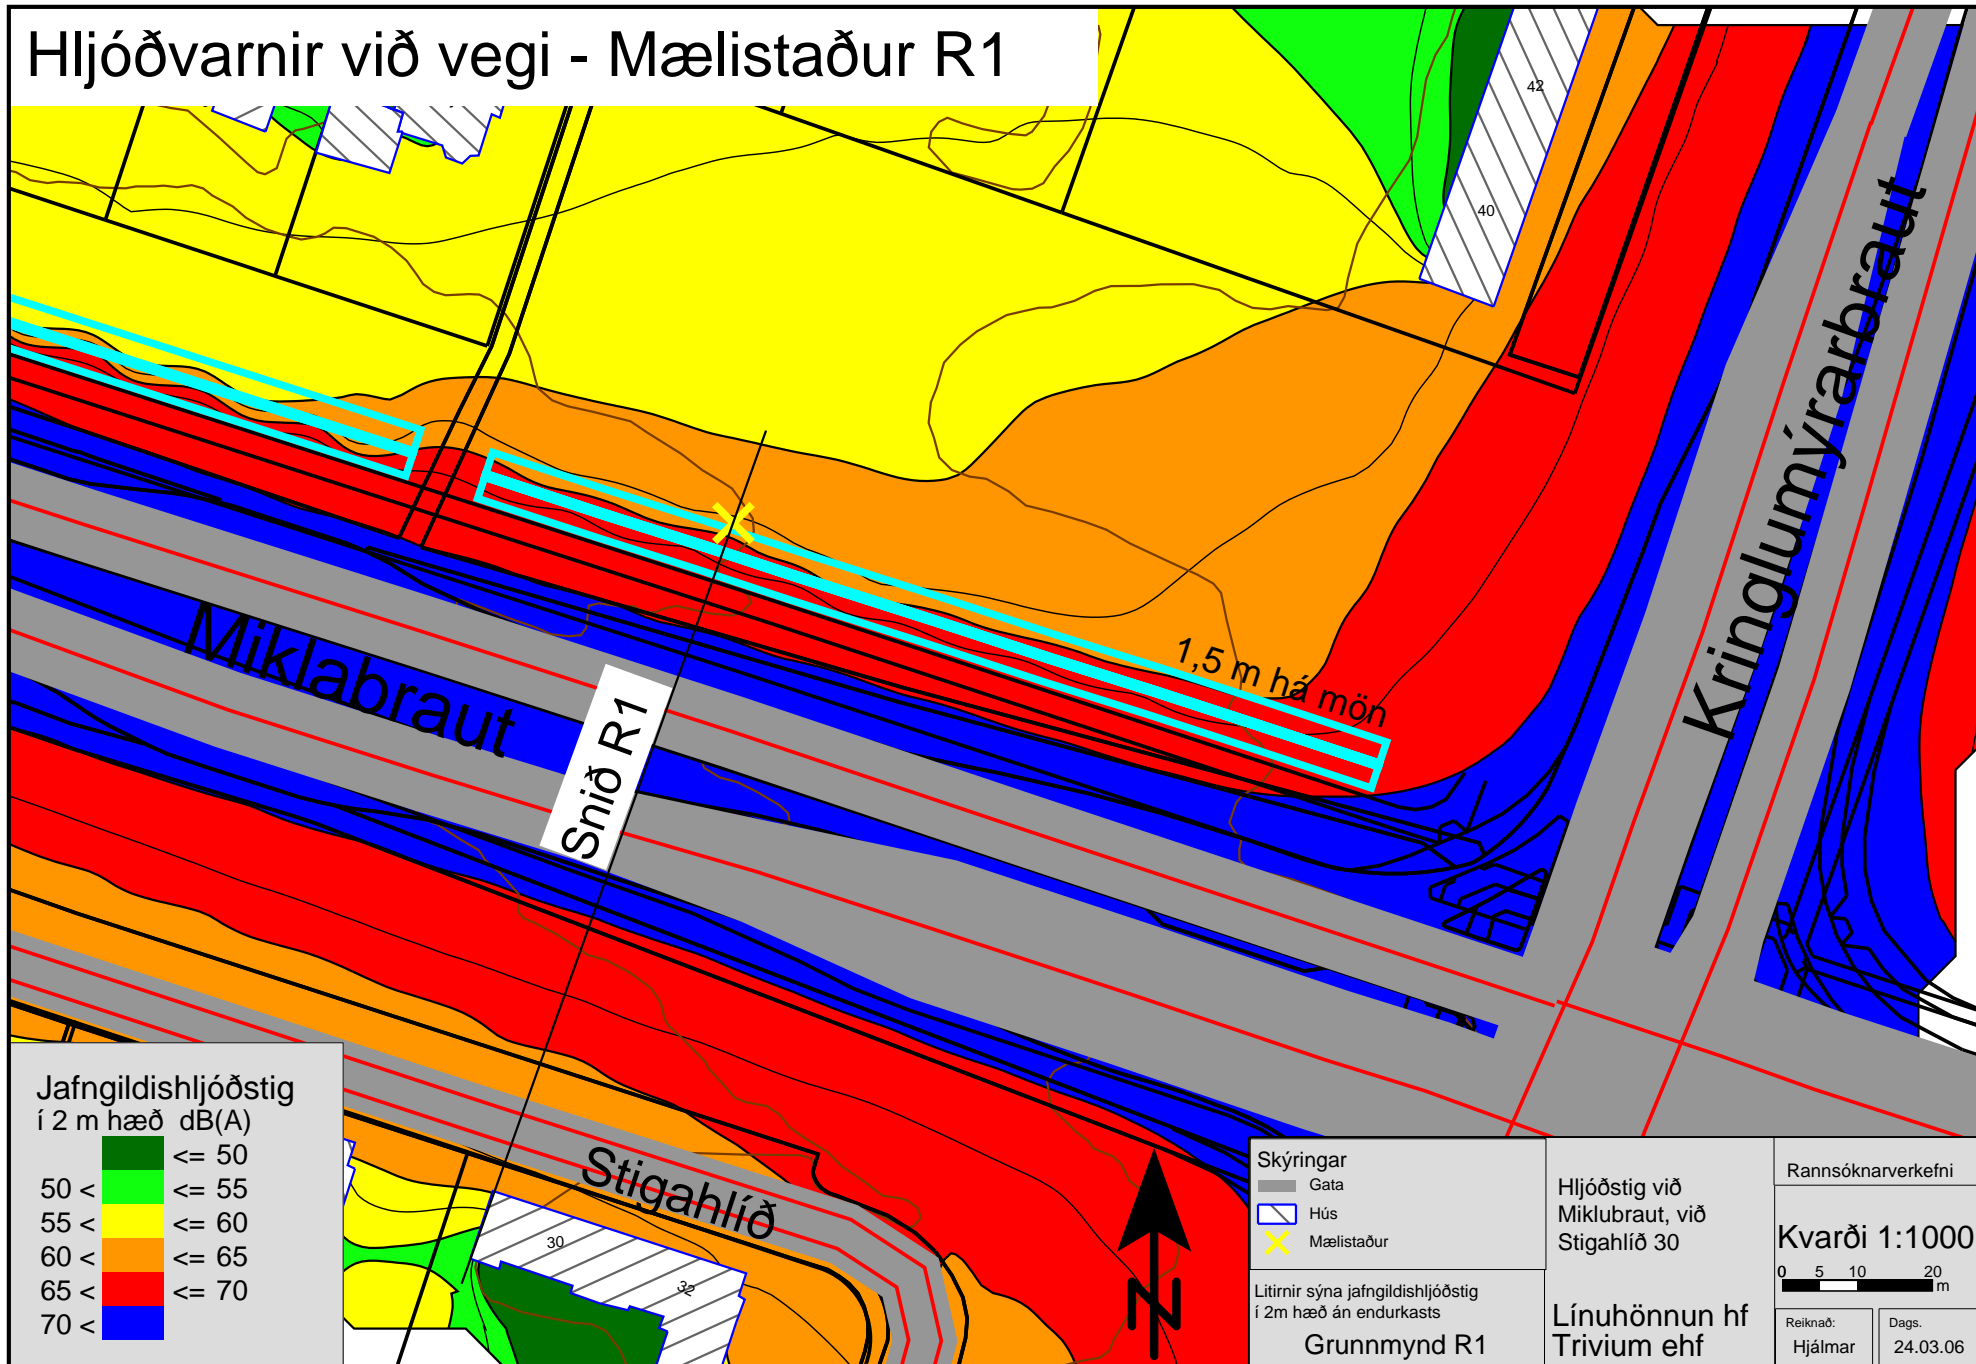 Hljóðvarnir við vegi - Mælistaður R1
42
40
Kringlumýrarbraut
1,5 m há mön
Miklabraut
Snið R1
Stigahlíð
30
32
Jafngildishljóðstig
í 2 m hæð dB(A)
<= 50
50 < <= 55
55 < <= 60
60 < <= 65
65 < <= 70
70 <
N
Skýringar
Gata
Hús
Mælistaður
Litirnir sýna jafngildishljóðstig
í 2m hæð án endurkasts
Grunnmynd R1
Hljóðstig við
Miklubraut, við
Stigahlíð 30
Línuhönnun hf
Trivium ehf
Rannsóknarverkefni
Kvarði 1:1000
0 5 10 20
m
Reiknað:
Hjálmar
Dags.
24.03.06